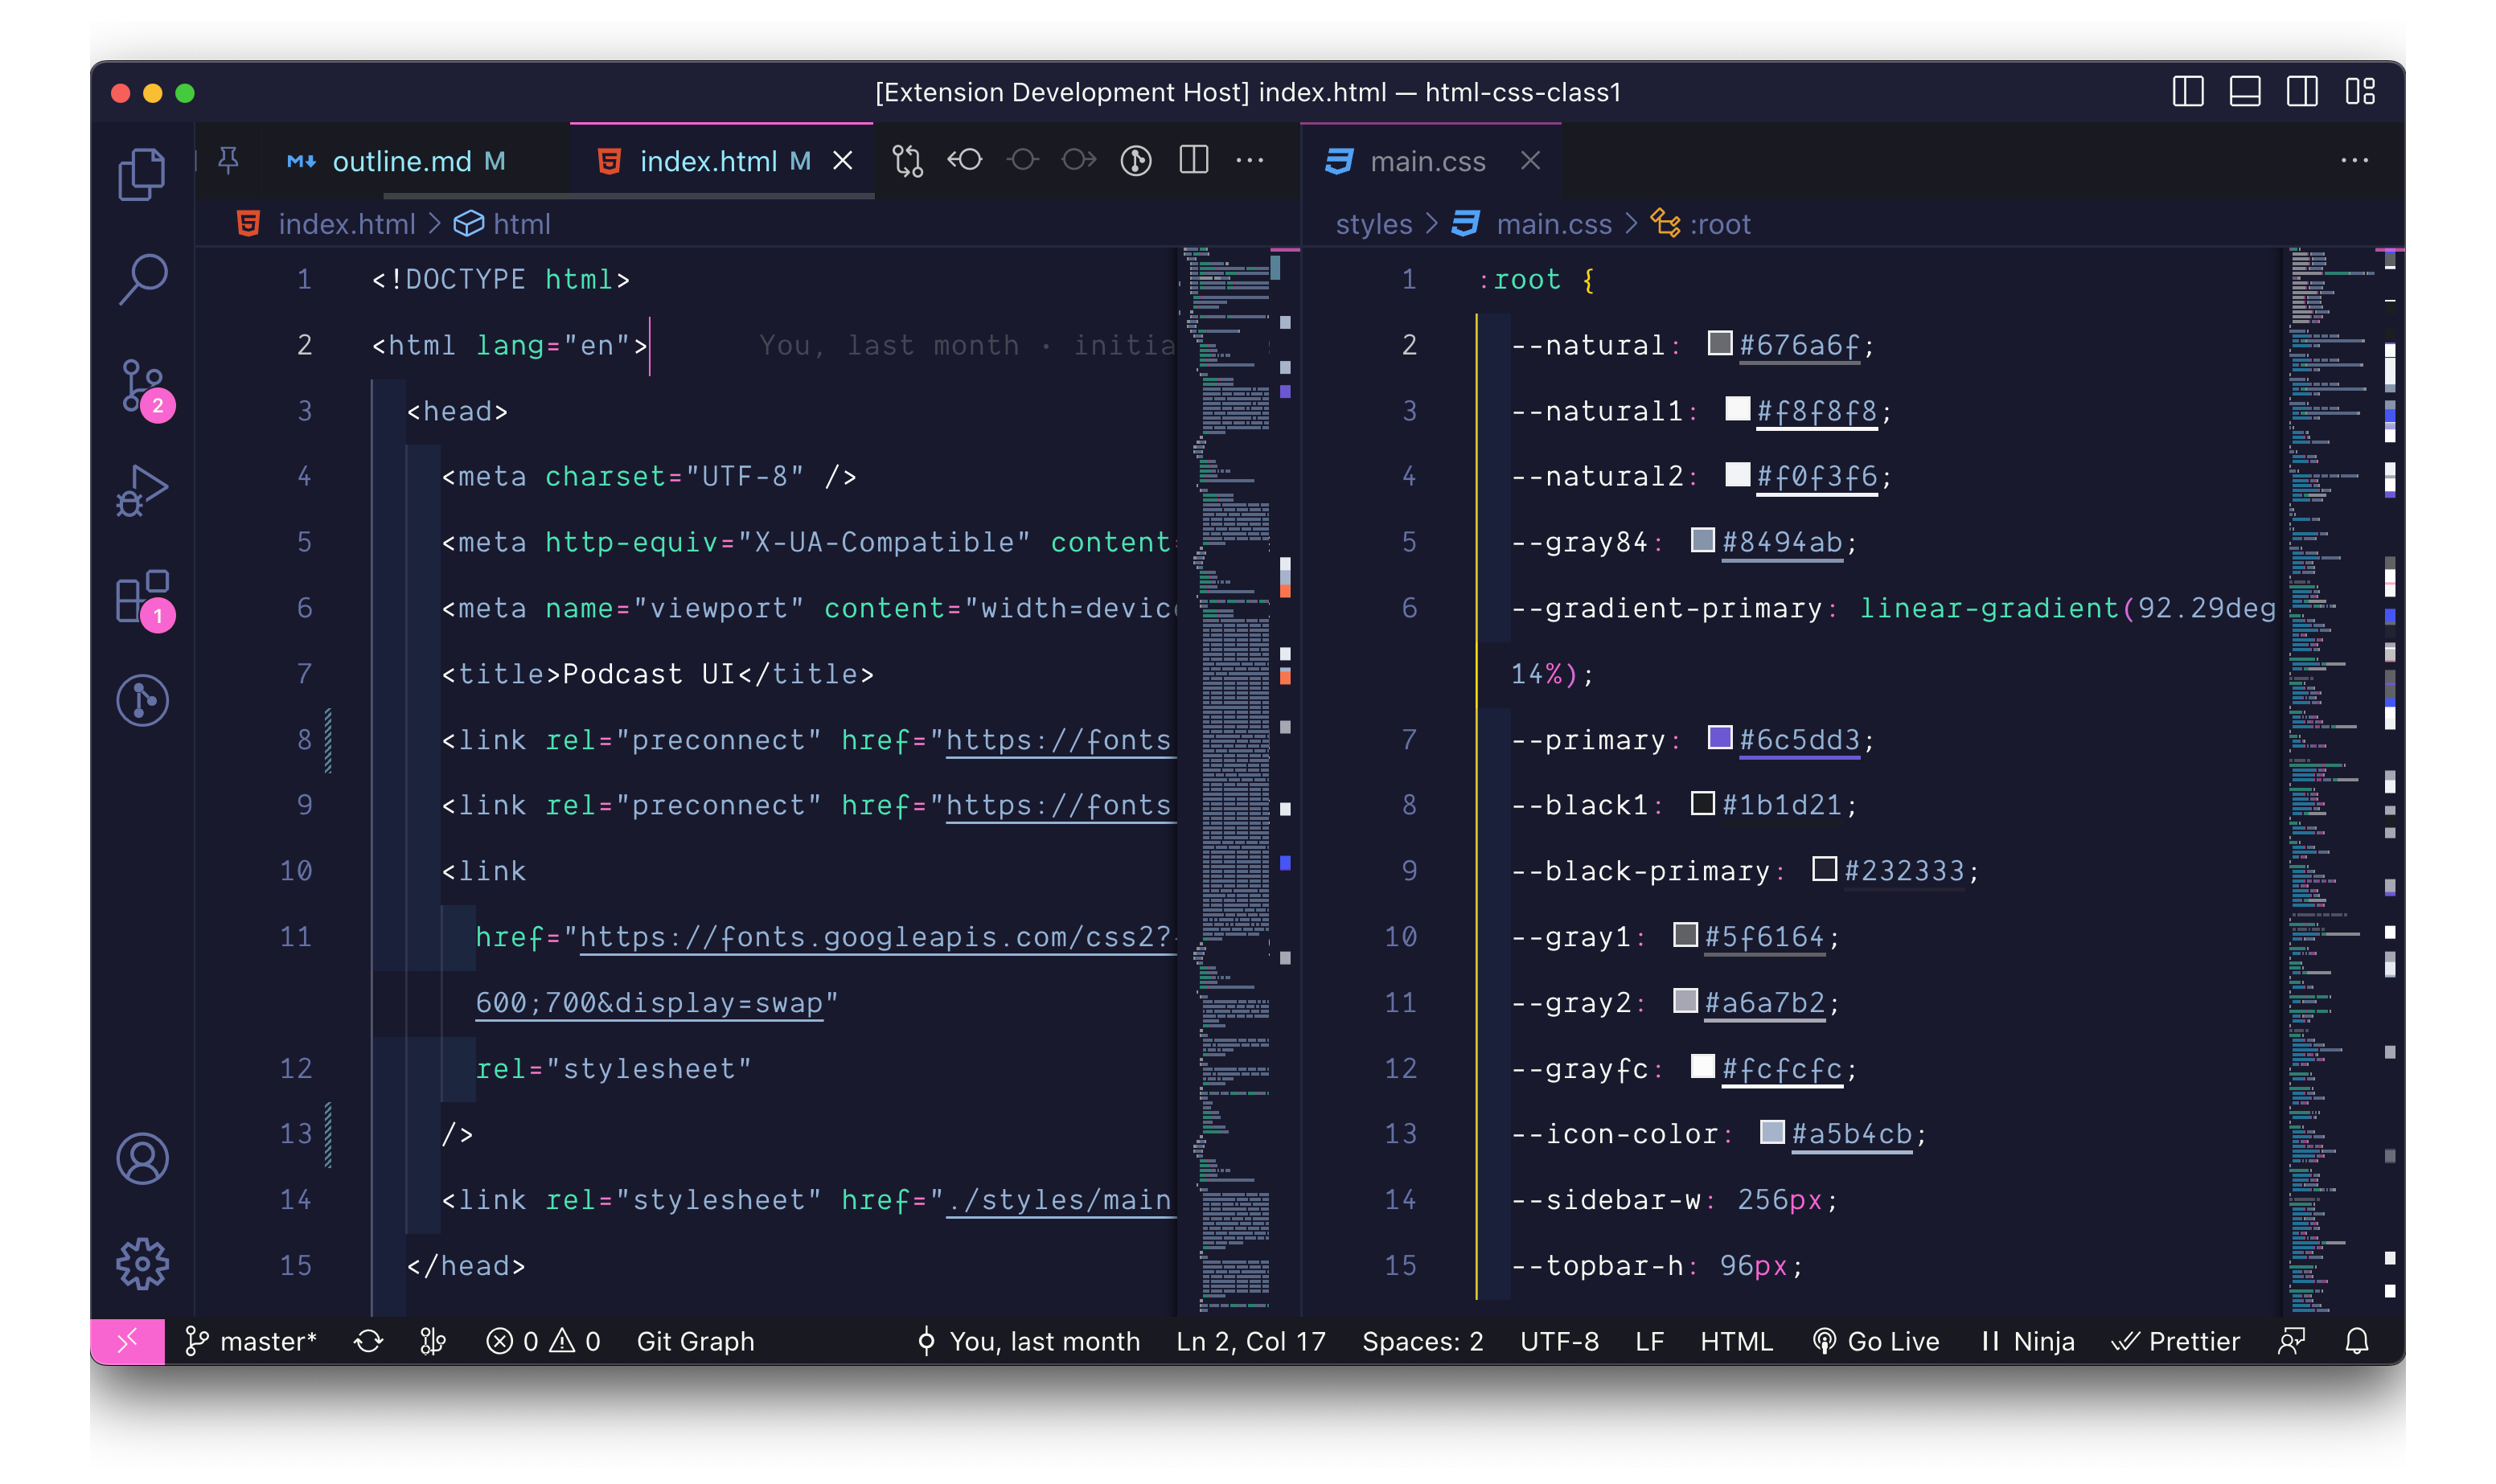 [Extension Development Host] index.html — html-css-class1
outline.md M
index.html M
main.css
index.html > html
styles > main.css > :root
1 <!DOCTYPE html>
2 <html lang="en"> You, last month · initia
3 <head>
4 <meta charset="UTF-8" />
5 <meta http-equiv="X-UA-Compatible" content=
6 <meta name="viewport" content="width=devic
7 <title>Podcast UI</title>
8 <link rel="preconnect" href="https://fonts.
9 <link rel="preconnect" href="https://fonts.
10 <link
11 href="https://fonts.googleapis.com/css2?
600;700&display=swap"
12 rel="stylesheet"
13 />
14 <link rel="stylesheet" href="./styles/main.
15 </head>
1 :root {
2 --natural: #676a6f;
3 --natural1: #f8f8f8;
4 --natural2: #f0f3f6;
5 --gray84: #8494ab;
6 --gradient-primary: linear-gradient(92.29deg
14%);
7 --primary: #6c5dd3;
8 --black1: #1b1d21;
9 --black-primary: #232333;
10 --gray1: #5f6164;
11 --gray2: #a6a7b2;
12 --grayfc: #fcfcfc;
13 --icon-color: #a5b4cb;
14 --sidebar-w: 256px;
15 --topbar-h: 96px;
2
1
master* 0 0 Git Graph You, last month Ln 2, Col 17 Spaces: 2 UTF-8 LF HTML Go Live Ninja Prettier